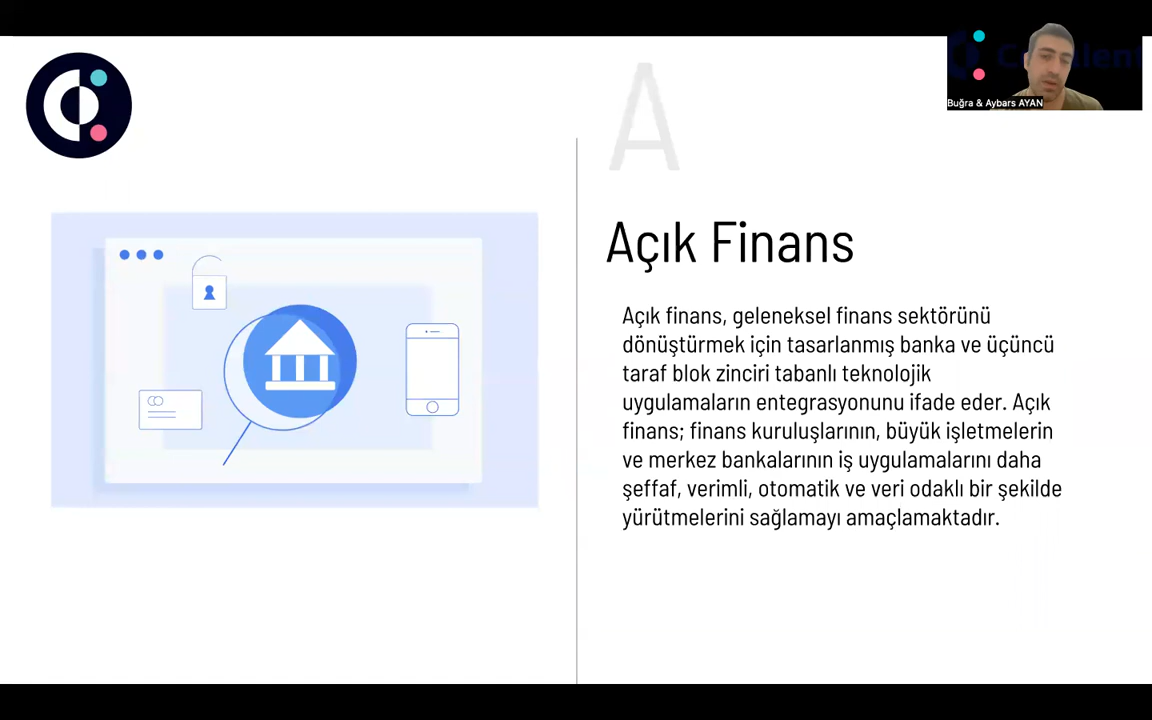 A
Açık Finans
Açık finans, geleneksel finans sektörünü
dönüştürmek için tasarlanmış banka ve üçüncü
taraf blok zinciri tabanlı teknolojik
uygulamaların entegrasyonunu ifade eder. Açık
finans; finans kuruluşlarının, büyük işletmelerin
ve merkez bankalarının iş uygulamalarını daha
şeffaf, verimli, otomatik ve veri odaklı bir şekilde
yürütmelerini sağlamayı amaçlamaktadır.
Buğra & Aybars AYAN